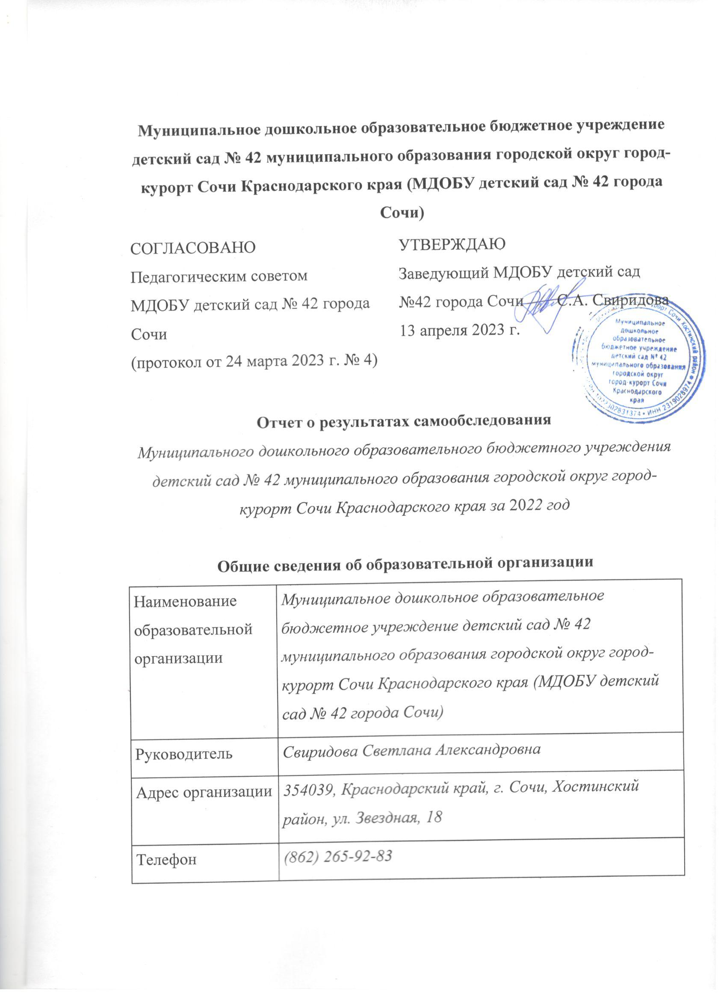 Муниципальное дошкольное образовательное бюджетное учреждение
детский сад № 42 муниципального образования городской округ город-
курорт Сочи Краснодарского края (МДОБУ детский сад № 42 города
Сочи)
СОГЛАСОВАНО
Педагогическим советом
МДОБУ детский сад № 42 города
Сочи
(протокол от 24 марта 2023 г. № 4)
УТВЕРЖДАЮ
Заведующий МДОБУ детский сад
№42 города Сочи С.А. Свиридова
13 апреля 2023 г.
Муниципальное
дошкольное
образовательное
бюджетное учреждение
детский сад № 42
муниципального образования
городской округ
город-курорт Сочи
Краснодарского
края
Сочи Хостинский район
1022302831374 • ИНН 2319028974
Отчет о результатах самообследования
Муниципального дошкольного образовательного бюджетного учреждения
детский сад № 42 муниципального образования городской округ город-
курорт Сочи Краснодарского края за 2022 год
Общие сведения об образовательной организации
Наименование
образовательной
организации
Муниципальное дошкольное образовательное
бюджетное учреждение детский сад № 42
муниципального образования городской округ город-
курорт Сочи Краснодарского края (МДОБУ детский
сад № 42 города Сочи)
Руководитель
Свиридова Светлана Александровна
Адрес организации
354039, Краснодарский край, г. Сочи, Хостинский
район, ул. Звездная, 18
Телефон
(862) 265-92-83